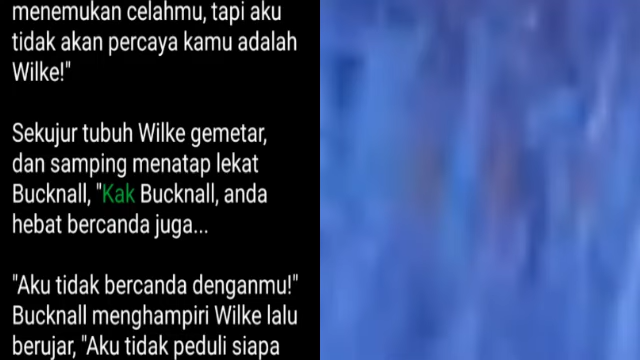 menemukan celahmu, tapi aku
tidak akan percaya kamu adalah
Wilke!"
Sekujur tubuh Wilke gemetar,
dan samping menatap lekat
Bucknall, "Kak Bucknall, anda
hebat bercanda juga...
"Aku tidak bercanda denganmu!"
Bucknall menghampiri Wilke lalu
berujar, "Aku tidak peduli siapa